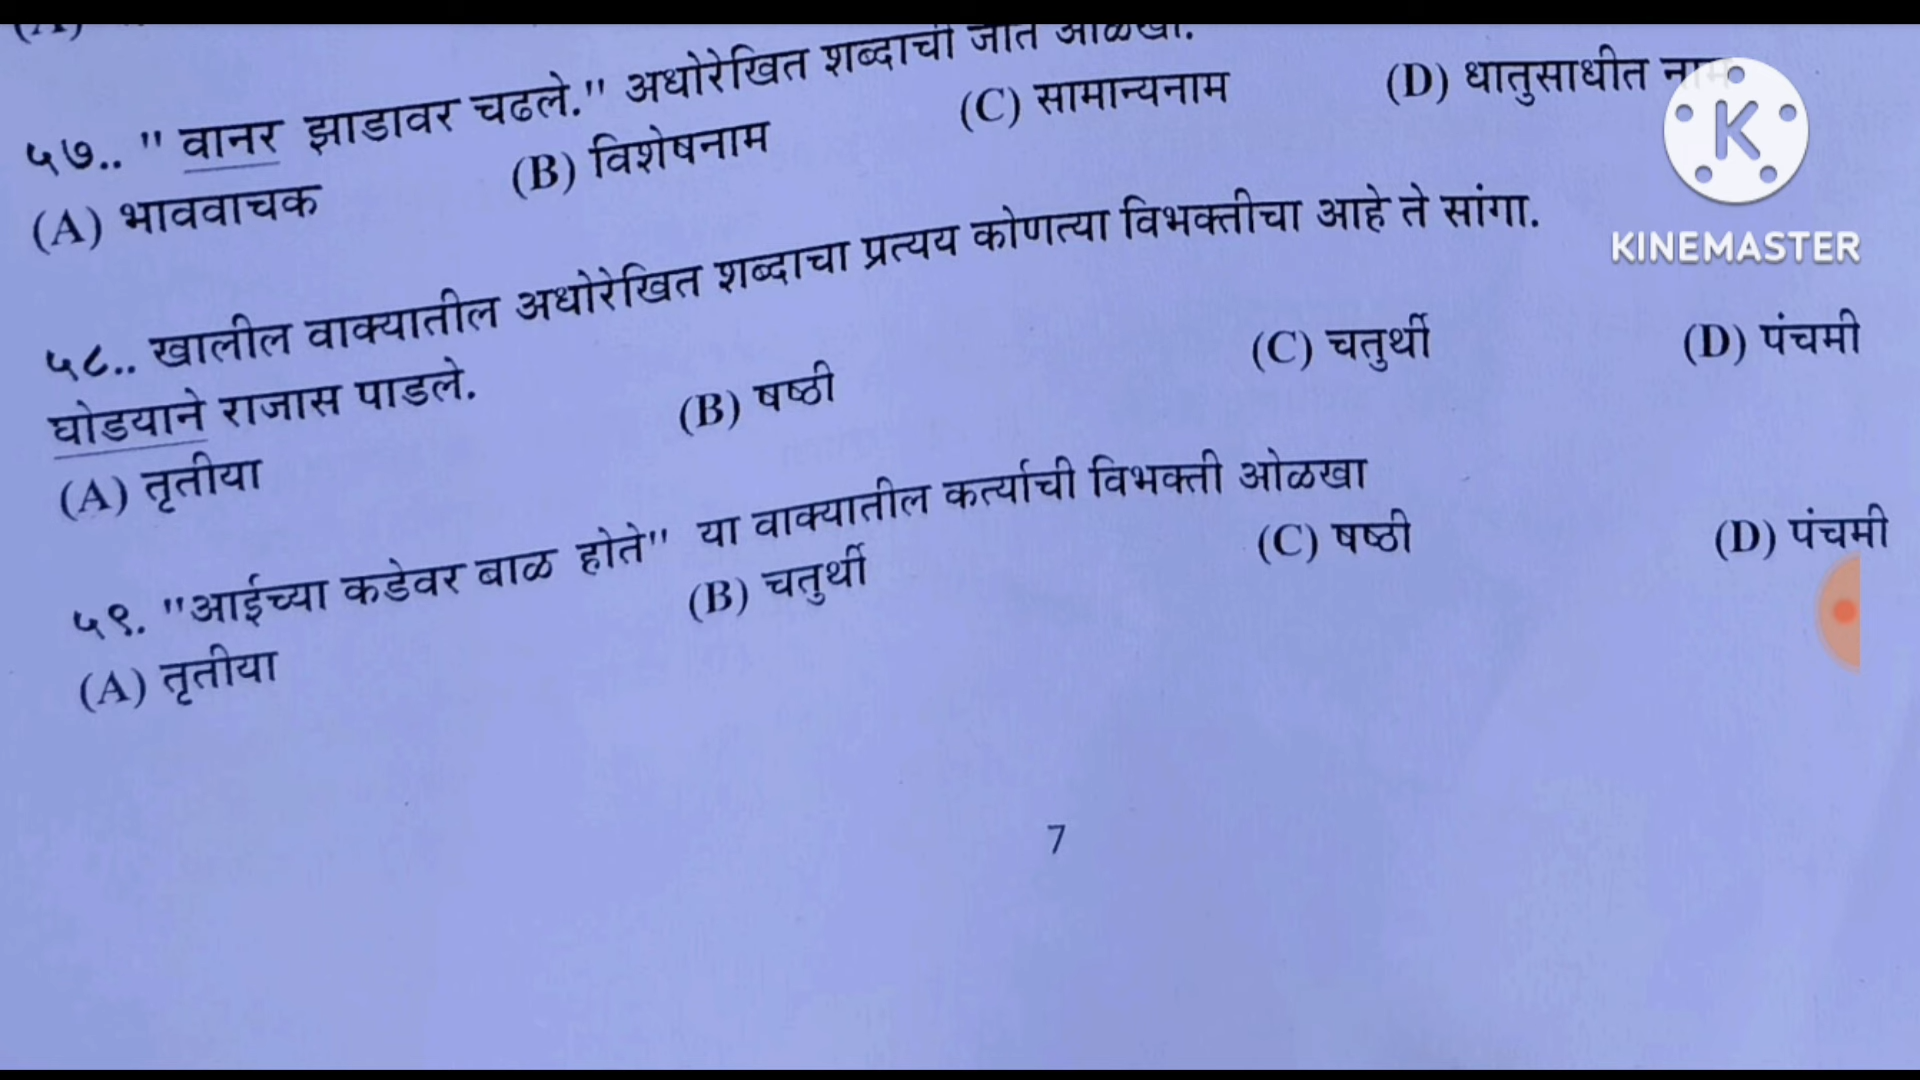 (A)
५७.. " वानर झाडावर चढले." अधोरेखित शब्दाची जात ओळखा.
(A) भाववाचक (B) विशेषनाम (C) सामान्यनाम (D) धातुसाधीत नाम
५८.. खालील वाक्यातील अधोरेखित शब्दाचा प्रत्यय कोणत्या विभक्तीचा आहे ते सांगा.
घोडयाने राजास पाडले.
(A) तृतीया (B) षष्ठी (C) चतुर्थी (D) पंचमी
५९. "आईच्या कडेवर बाळ होते" या वाक्यातील कर्त्याची विभक्ती ओळखा
(A) तृतीया (B) चतुर्थी (C) षष्ठी (D) पंचमी
7
K
KINEMASTER